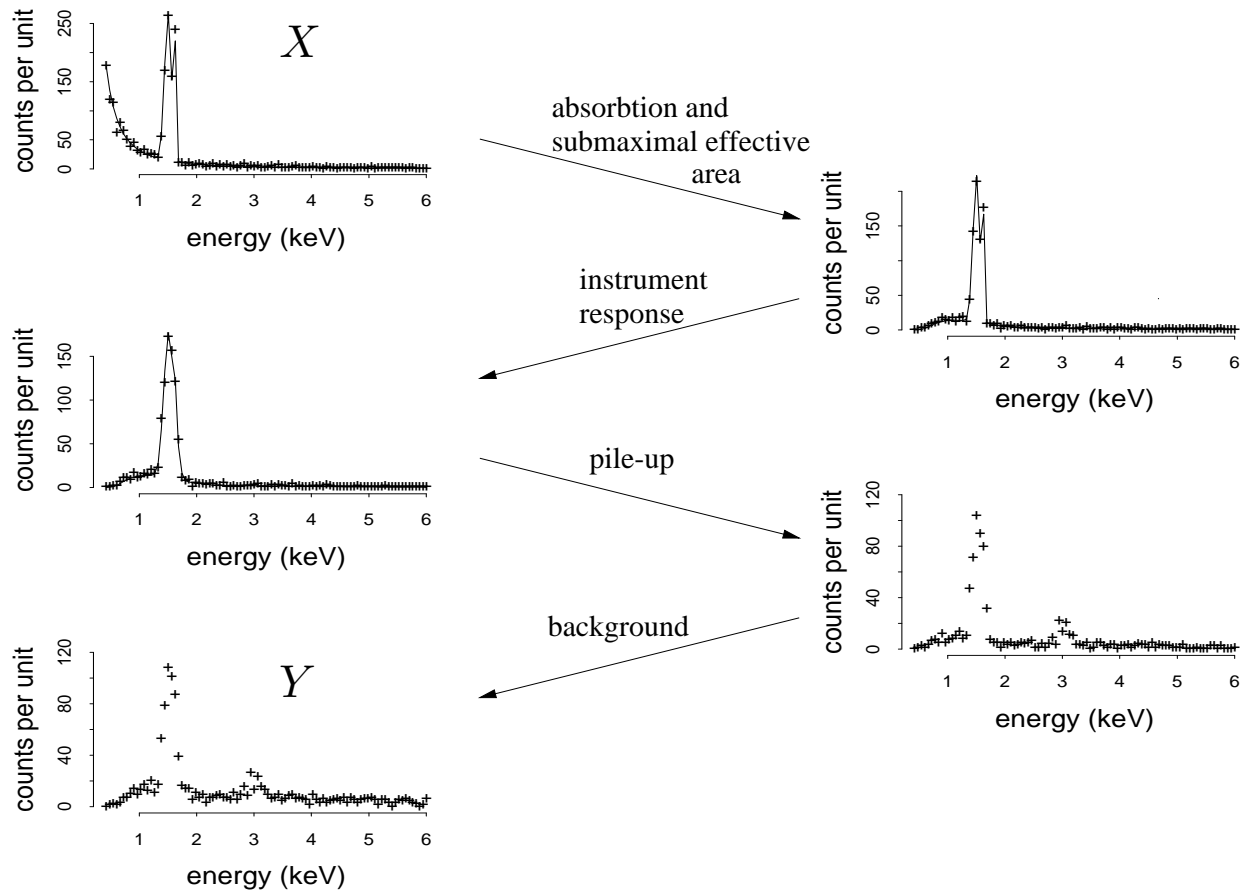 X
counts per unit
0 50 150 250
1 2 3 4 5 6
energy (keV)
absorbtion and
submaximal effective
area
counts per unit
0 50 150
1 2 3 4 5 6
energy (keV)
instrument
response
counts per unit
0 50 100 150
1 2 3 4 5 6
energy (keV)
pile-up
counts per unit
0 40 80 120
1 2 3 4 5 6
energy (keV)
background
Y
counts per unit
0 40 80 120
1 2 3 4 5 6
energy (keV)